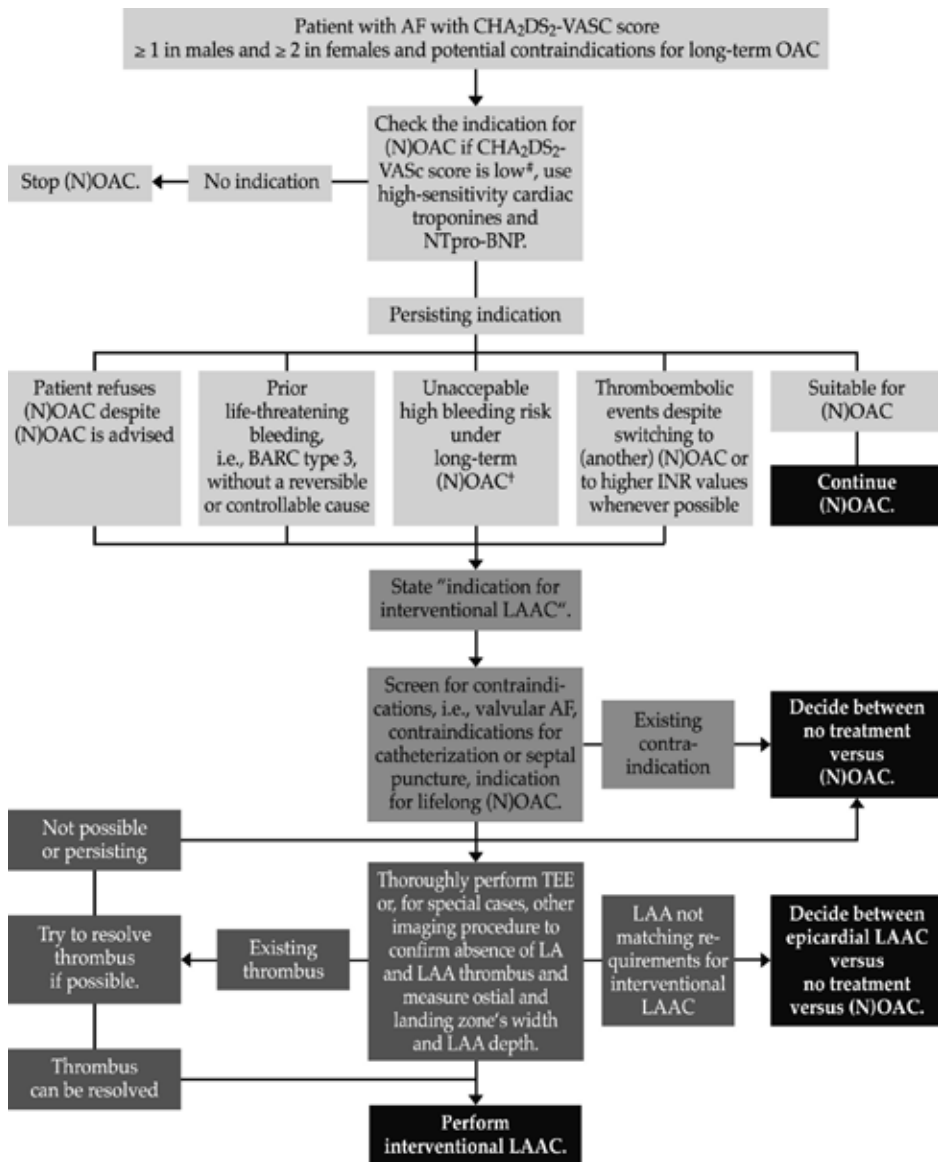 Patient with AF with CHA₂DS₂-VASC score
≥ 1 in males and ≥ 2 in females and potential contraindications for long-term OAC
Check the indication for
(N)OAC if CHA₂DS₂-
VASc score is low#, use
high-sensitivity cardiac
troponines and
NTpro-BNP.
No indication
Stop (N)OAC.
Persisting indication
Patient refuses
(N)OAC despite
(N)OAC is advised
Prior
life-threatening
bleeding,
i.e., BARC type 3,
without a reversible
or controllable cause
Unaccepable
high bleeding risk
under
long-term
(N)OAC†
Thromboembolic
events despite
switching to
(another) (N)OAC or
to higher INR values
whenever possible
Suitable for
(N)OAC
Continue
(N)OAC.
State "indication for
interventional LAAC".
Screen for contraindi-
cations, i.e., valvular AF,
contraindications for
catheterization or septal
puncture, indication
for lifelong (N)OAC.
Existing
contra-
indication
Decide between
no treatment
versus
(N)OAC.
Not possible
or persisting
Thoroughly perform TEE
or, for special cases, other
imaging procedure to
confirm absence of LA
and LAA thrombus and
measure ostial and
landing zone's width
and LAA depth.
Existing
thrombus
Try to resolve
thrombus
if possible.
Thrombus
can be resolved
LAA not
matching re-
quirements for
interventional
LAAC
Decide between
epicardial LAAC
versus
no treatment
versus (N)OAC.
Perform
interventional LAAC.